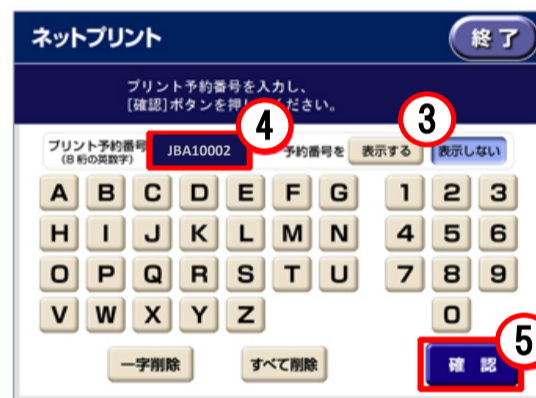 ネットプリント
終了
プリント予約番号を入力し、
[確認]ボタンを押 ください。
③
④
プリント予約番号
(8桁の英数字)
JBA10002
予約番号を
表示する
表示しない
A B C D E F G 1 2 3
H I J K L M N 4 5 6
O P Q R S T U 7 8 9
V W X Y Z 0
一字削除
すべて削除
確認
⑤